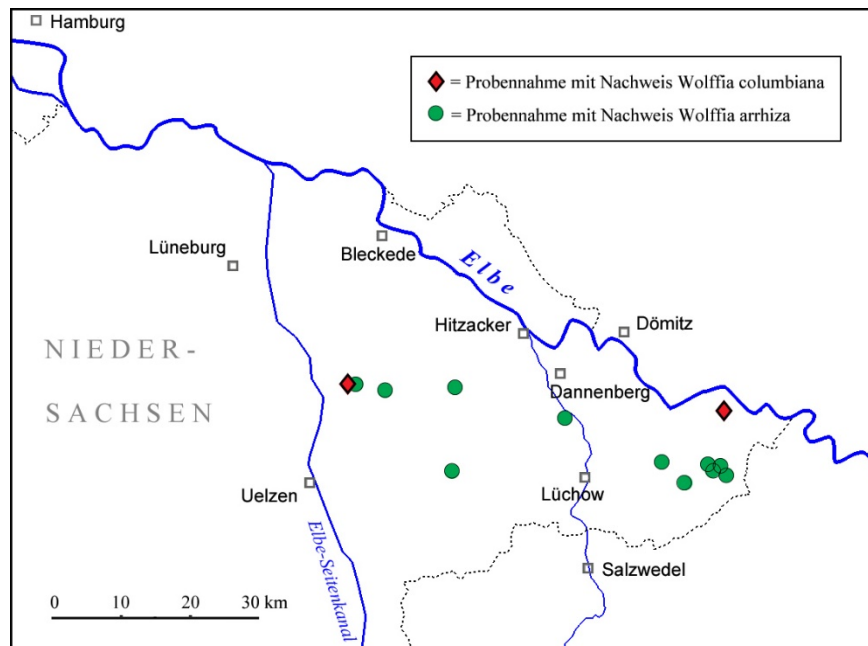 Hamburg
= Probennahme mit Nachweis Wolffia columbiana
= Probennahme mit Nachweis Wolffia arrhiza
Lüneburg
Bleckede
Elbe
Hitzacker
Dömitz
NIEDER-
SACHSEN
Dannenberg
Uelzen
Lüchow
Elbe-Seitenkanal
Salzwedel
0 10 20 30 km